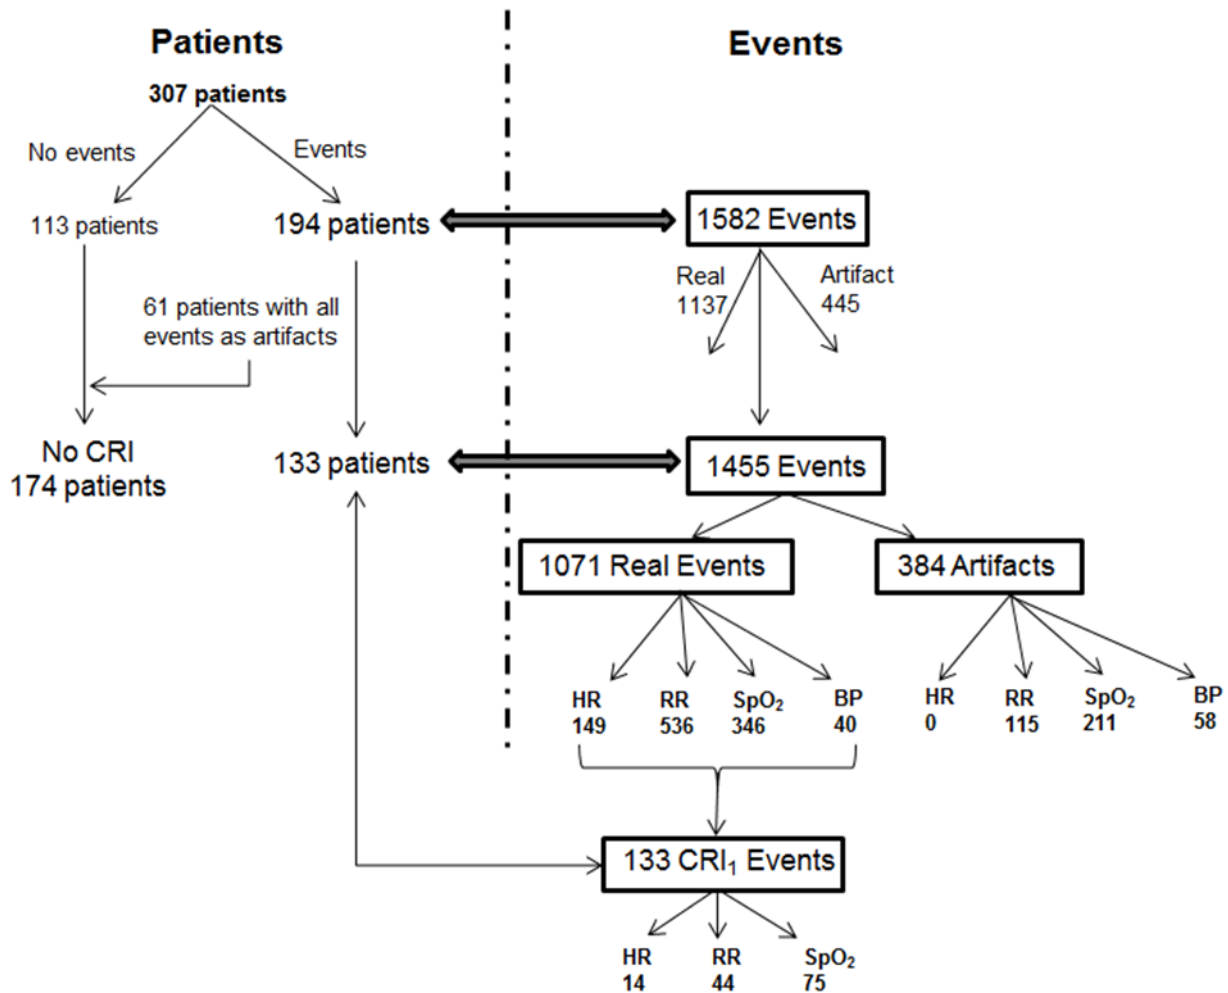 Patients
Events
307 patients
No events
Events
113 patients
194 patients
1582 Events
Real
1137
Artifact
445
61 patients with all
events as artifacts
No CRI
174 patients
133 patients
1455 Events
1071 Real Events
384 Artifacts
HR
149
RR
536
SpO₂
346
BP
40
HR
0
RR
115
SpO₂
211
BP
58
133 CRI₁ Events
HR
14
RR
44
SpO₂
75